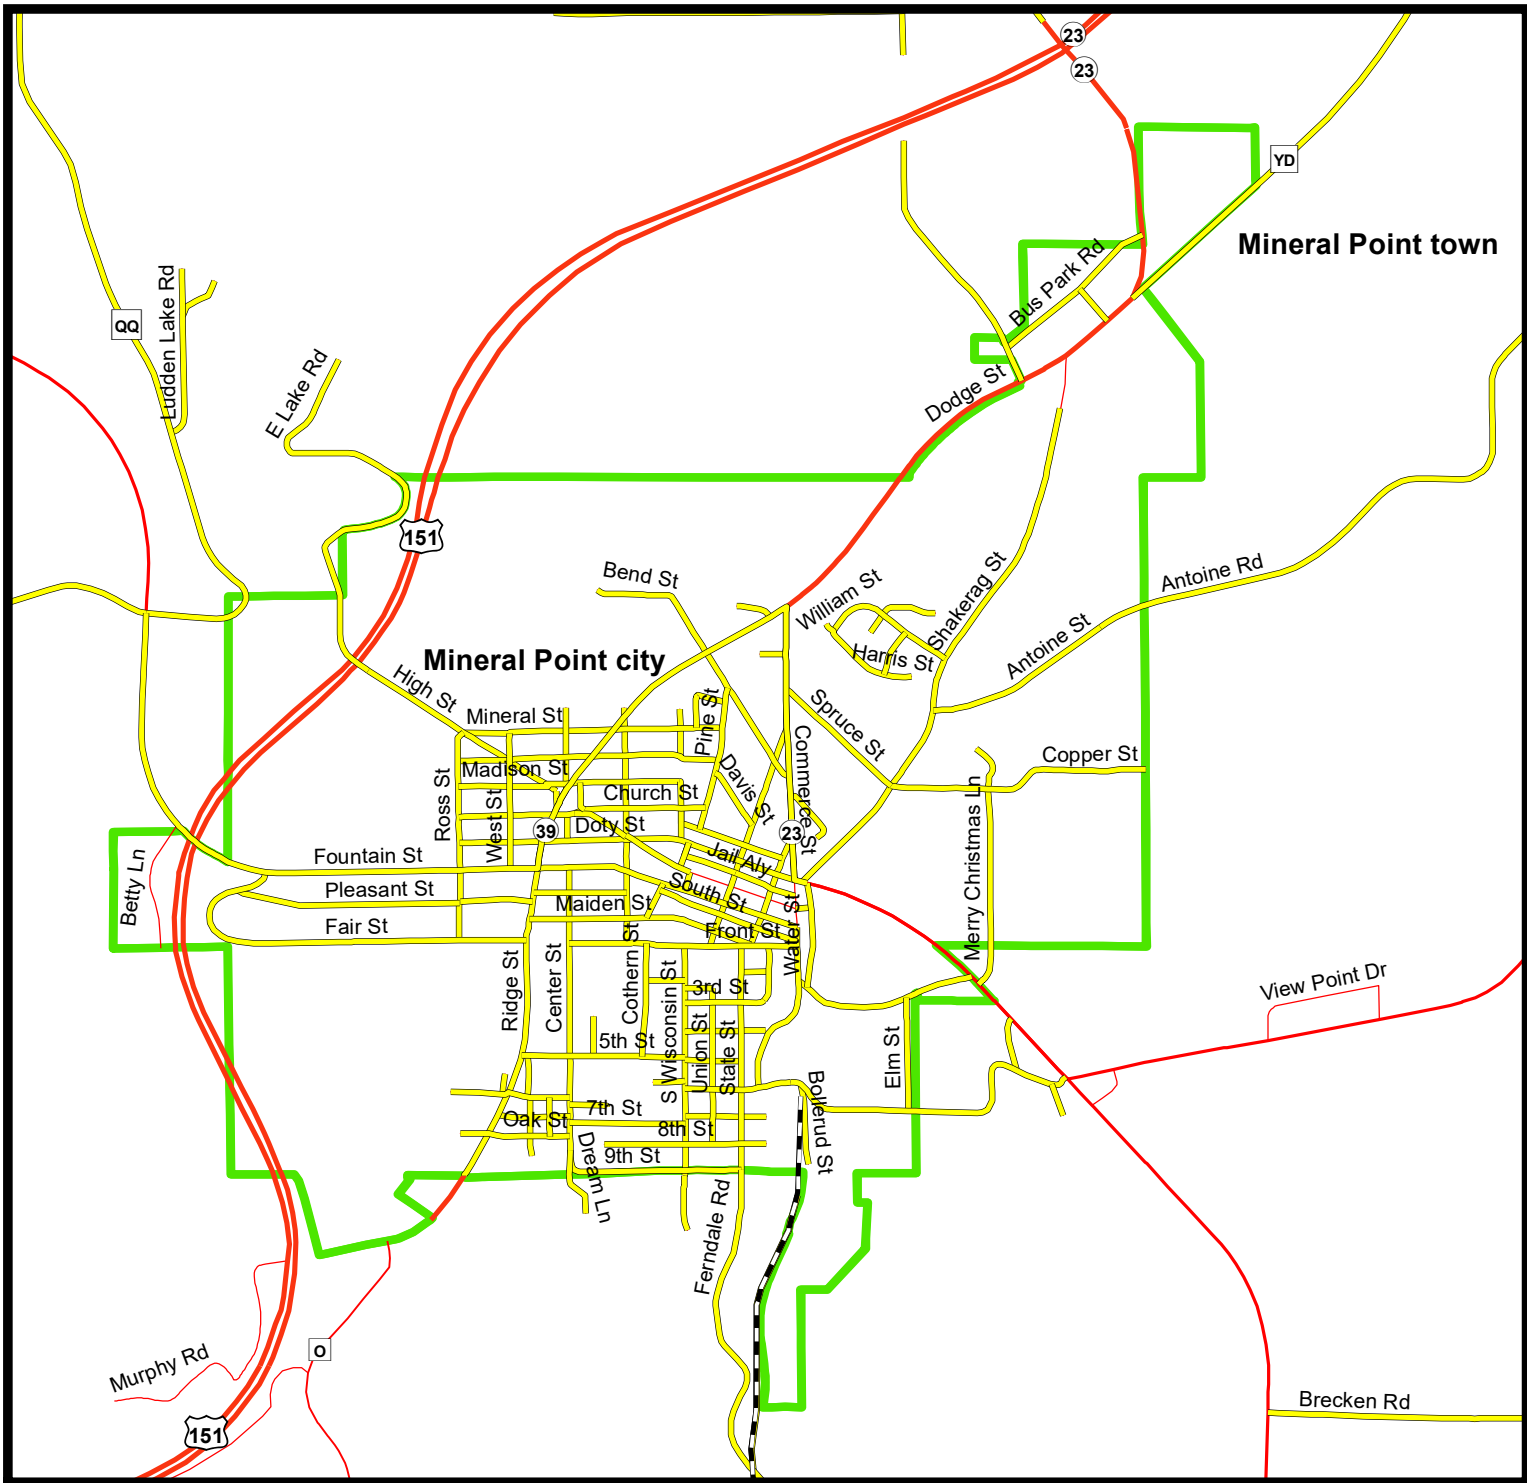 23
23
YD
Mineral Point town
Bus Park Rd
Ludden Lake Rd
QQ
E Lake Rd
Dodge St
151
Bend St
William St
Shakerag St
Antoine Rd
Antoine St
Harris St
Mineral Point city
High St
Mineral St
Pine St
Spruce St
Commerce St
Copper St
Madison St
Davis St
Church St
Ross St
West St
39
Doty St
23
Merry Christmas Ln
Fountain St
Jail Aly
Betty Ln
Pleasant St
South St
Maiden St
Fair St
Front St
Water St
Ridge St
Center St
Cothern St
S Wisconsin St
3rd St
View Point Dr
5th St
Union St
State St
Elm St
Bollerud St
7th St
Oak St
8th St
9th St
Dream Ln
Ferndale Rd
O
Murphy Rd
151
Brecken Rd